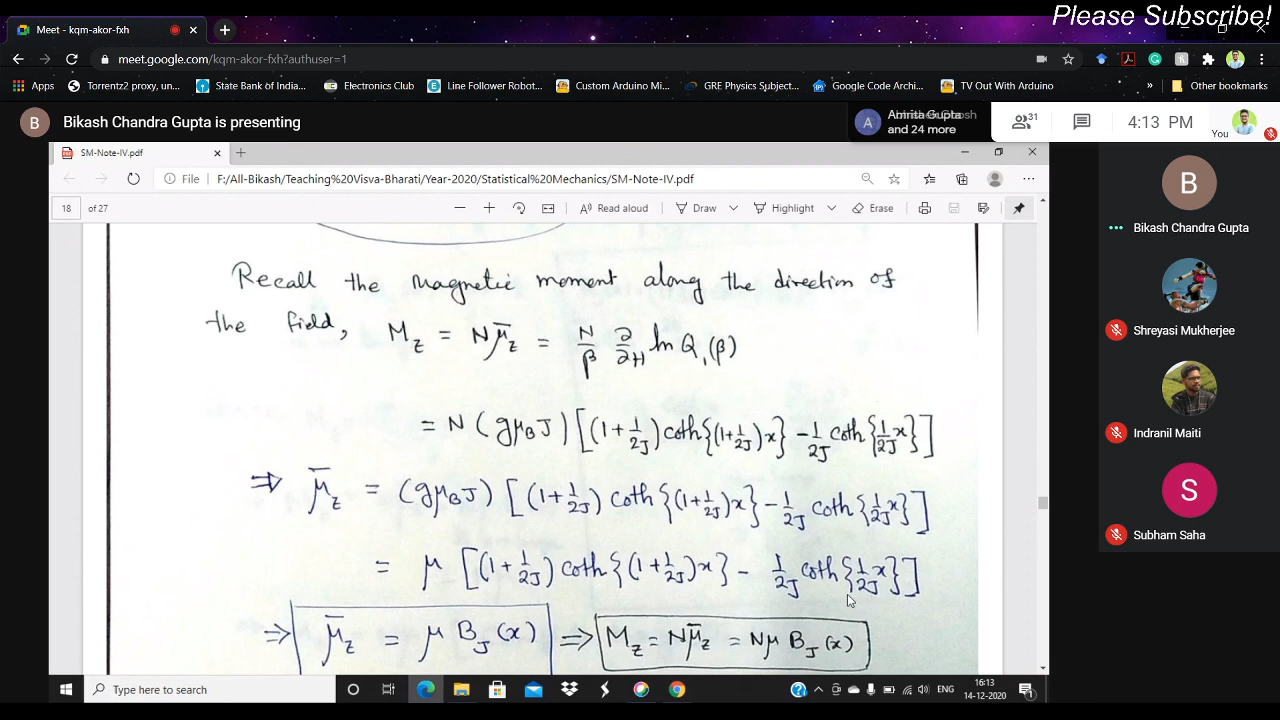 Please Subscribe!
Meet - kqm-akor-fxh
meet.google.com/kqm-akor-fxh?authuser=1
Apps Torrentz2 proxy, un... State Bank of India... Electronics Club Line Follower Robot... Custom Arduino Mi... GRE Physics Subject... Google Code Archi... TV Out With Arduino » Other bookmarks
B Bikash Chandra Gupta is presenting
A Amrita Gupta
and 24 more
31
4:13 PM
You
SM-Note-IV.pdf
File F:/All-Bikash/Teaching%20Visva-Bharati/Year-2020/Statistical%20Mechanics/SM-Note-IV.pdf
18 of 27 Read aloud Draw Highlight Erase
Recall the magnetic moment along the direction of
the field, M_z = Nμ̄_z = N/β ∂/∂H ln Q_1(β)
= N (gμ_B J) [(1+1/2J) coth{(1+1/2J)x} - 1/2J coth{1/2J x}]
⇒ μ̄_z = (gμ_B J) [(1+1/2J) coth{(1+1/2J)x} - 1/2J coth{1/2J x}]
= μ [(1+1/2J) coth{(1+1/2J)x} - 1/2J coth{1/2J x}]
⇒ μ̄_z = μ B_J(x) ⇒ M_z = Nμ̄_z = Nμ B_J(x)
B
Bikash Chandra Gupta
Shreyasi Mukherjee
Indranil Maiti
S
Subham Saha
Type here to search
ENG
16:13
14-12-2020
1